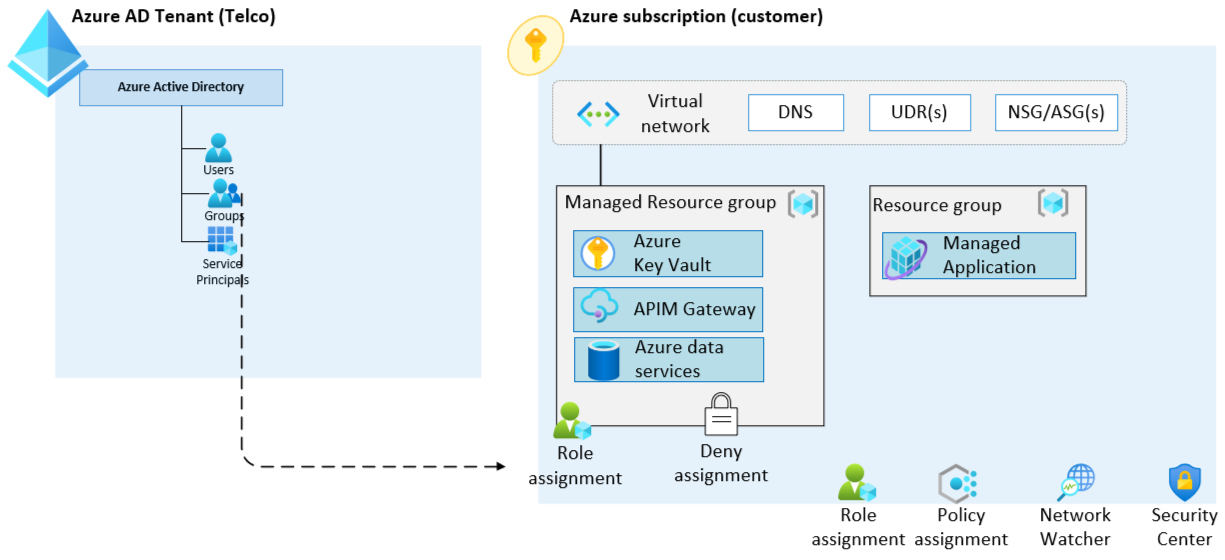 Azure AD Tenant (Telco)
Azure subscription (customer)
Azure Active Directory
Users
Groups
Service
Principals
Virtual
network
DNS
UDR(s)
NSG/ASG(s)
Managed Resource group
Azure
Key Vault
APIM Gateway
Azure data
services
Role
assignment
Deny
assignment
Resource group
Managed
Application
Role
assignment
Policy
assignment
Network
Watcher
Security
Center